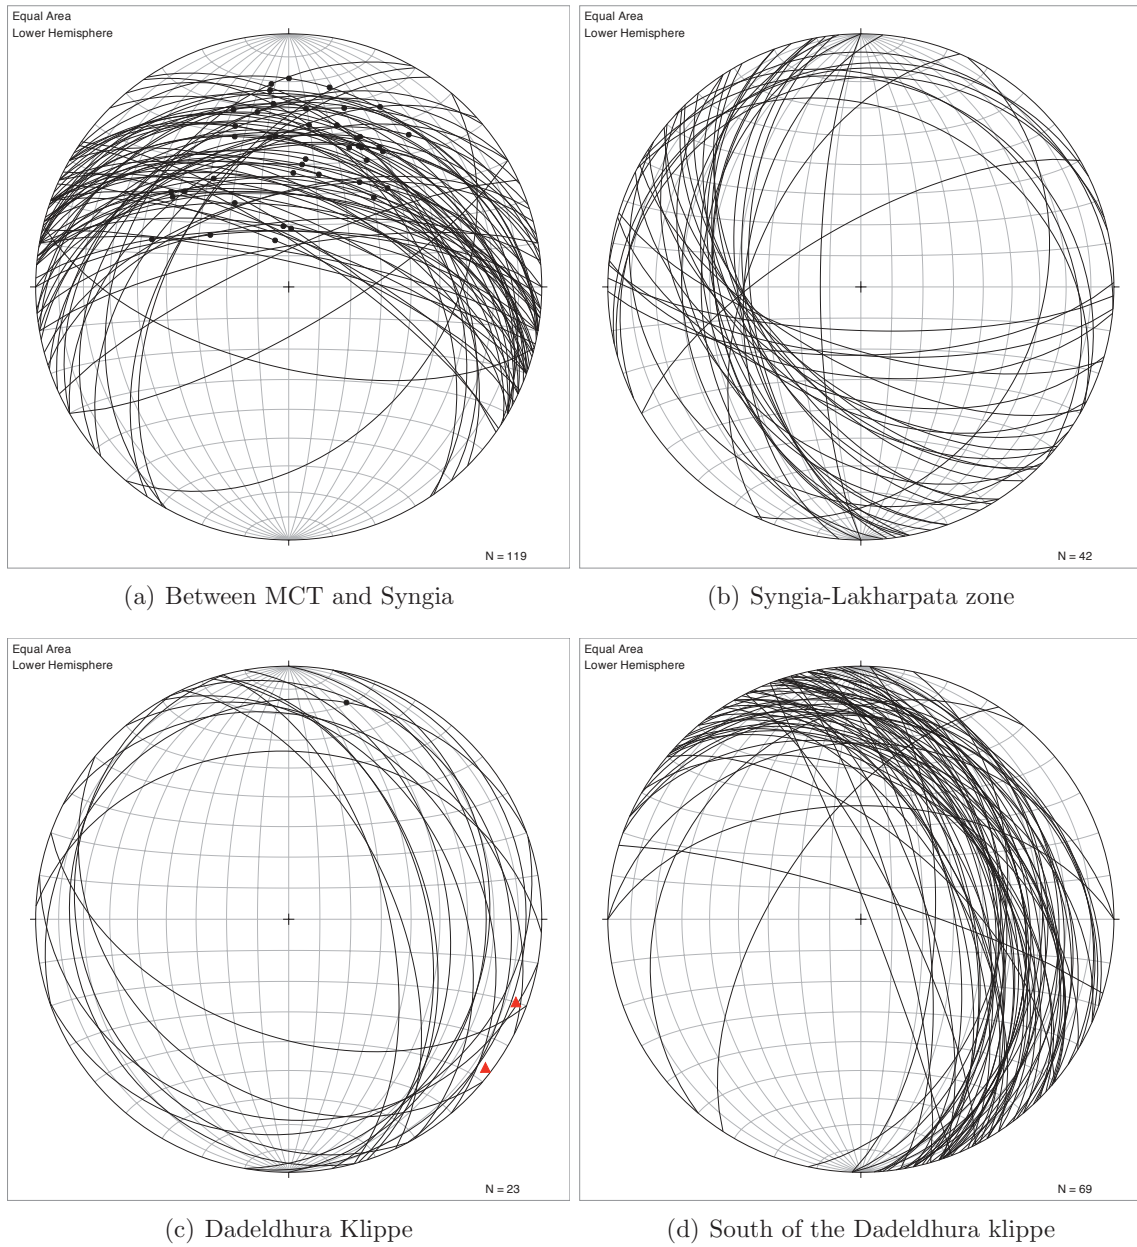 Equal Area
Lower Hemisphere
N = 119
(a) Between MCT and Syngia
Equal Area
Lower Hemisphere
N = 42
(b) Syngia-Lakharpata zone
Equal Area
Lower Hemisphere
N = 23
(c) Dadeldhura Klippe
Equal Area
Lower Hemisphere
N = 69
(d) South of the Dadeldhura klippe